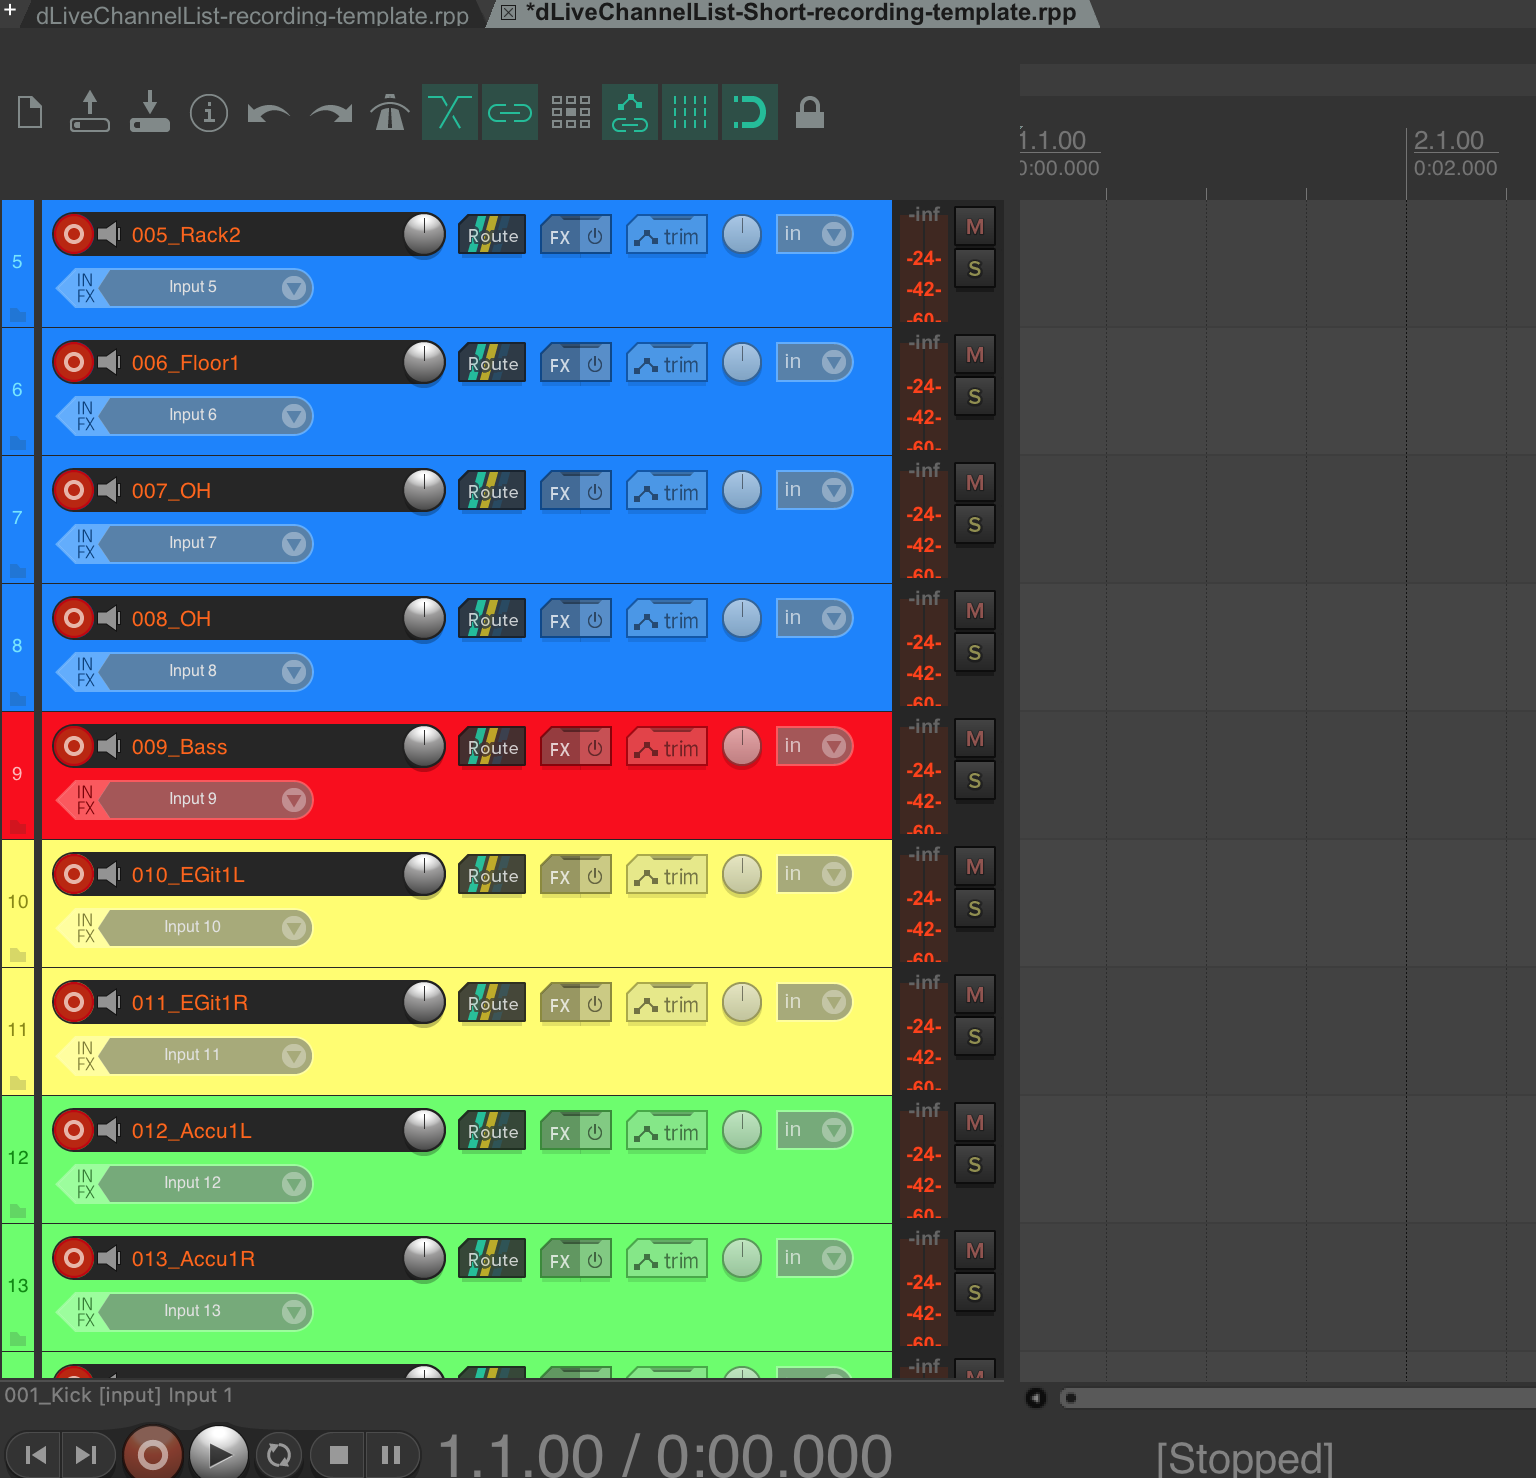 + dLiveChannelList-recording-template.rpp *dLiveChannelList-Short-recording-template.rpp
1.1.00 2.1.00
0:00.000 0:02.000
5 005_Rack2 Route FX trim in -inf M
-24- S
IN FX Input 5 -42-
-60-
6 006_Floor1 Route FX trim in -inf M
-24- S
IN FX Input 6 -42-
-60-
7 007_OH Route FX trim in -inf M
-24- S
IN FX Input 7 -42-
-60-
8 008_OH Route FX trim in -inf M
-24- S
IN FX Input 8 -42-
-60-
9 009_Bass Route FX trim in -inf M
-24- S
IN FX Input 9 -42-
-60-
10 010_EGit1L Route FX trim in -inf M
-24- S
IN FX Input 10 -42-
-60-
11 011_EGit1R Route FX trim in -inf M
-24- S
IN FX Input 11 -42-
-60-
12 012_Accu1L Route FX trim in -inf M
-24- S
IN FX Input 12 -42-
-60-
13 013_Accu1R Route FX trim in -inf M
-24- S
IN FX Input 13 -42-
-60-
-inf M
001_Kick [input] Input 1
1.1.00 / 0:00.000 [Stopped]